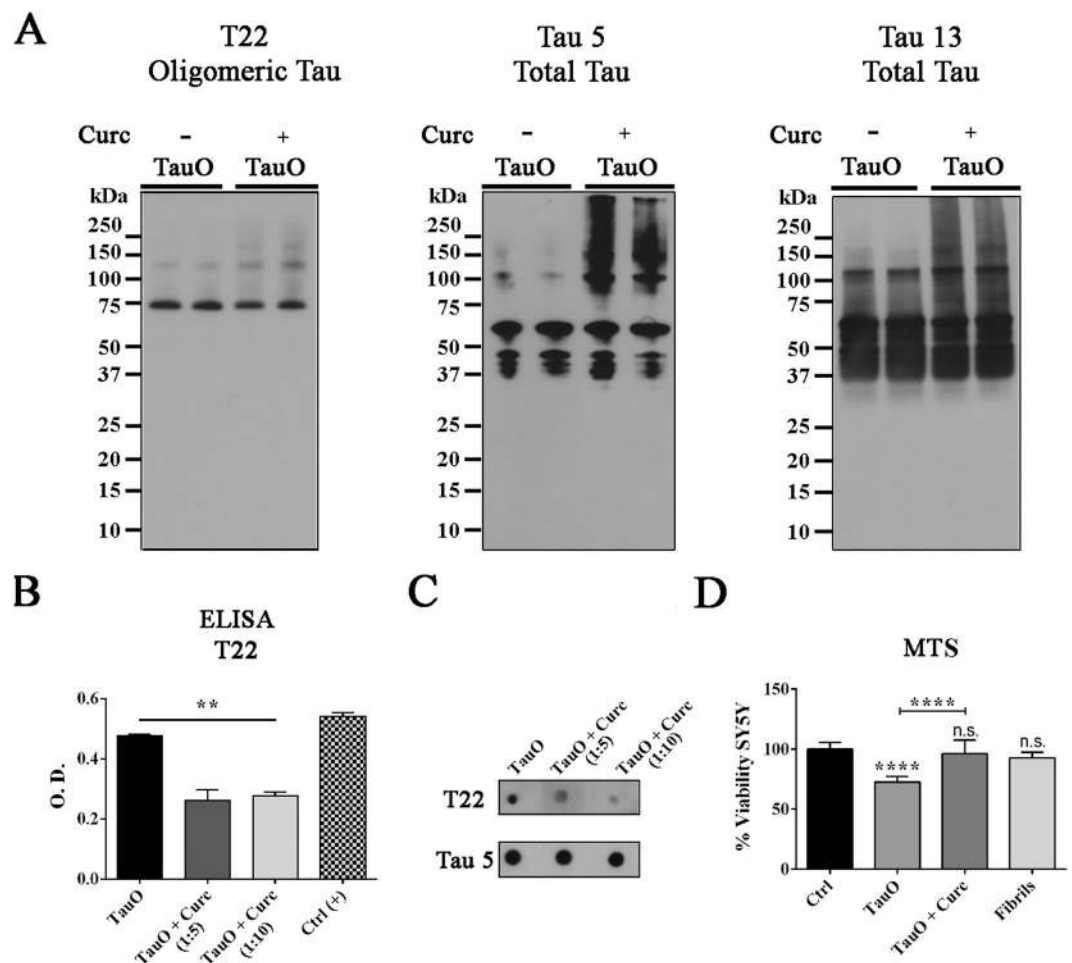 A
T22
Oligomeric Tau
Curc - +
TauO TauO
kDa
250
150
100
75
50
37
25
20
15
10
Tau 5
Total Tau
Curc - +
TauO TauO
kDa
250
150
100
75
50
37
25
20
15
10
Tau 13
Total Tau
Curc - +
TauO TauO
kDa
250
150
100
75
50
37
25
20
15
10
B
ELISA
T22
**
O. D.
0.6
0.4
0.2
0.0
TauO
TauO + Curc
(1:5)
TauO + Curc
(1:10)
Ctrl (+)
C
TauO
TauO + Curc
(1:5)
TauO + Curc
(1:10)
T22
Tau 5
D
MTS
% Viability SY5Y
150
100
50
0
****
****
n.s.
n.s.
Ctrl
TauO
TauO + Curc
Fibrils